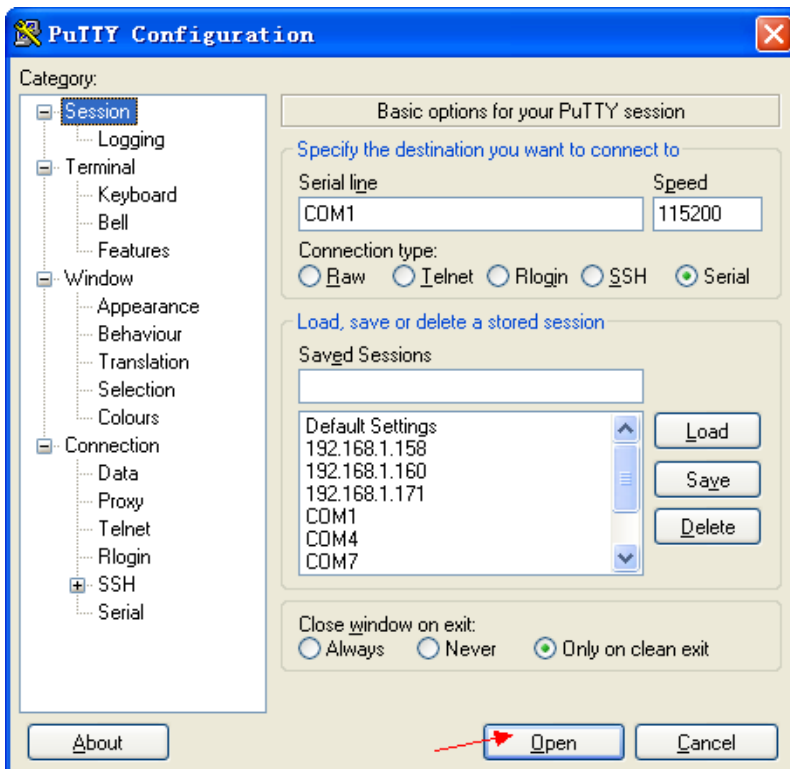 PuTTY Configuration
Category:
Session
Logging
Terminal
Keyboard
Bell
Features
Window
Appearance
Behaviour
Translation
Selection
Colours
Connection
Data
Proxy
Telnet
Rlogin
SSH
Serial
Basic options for your PuTTY session
Specify the destination you want to connect to
Serial line Speed
COM1 115200
Connection type:
Raw Telnet Rlogin SSH Serial
Load, save or delete a stored session
Saved Sessions
Default Settings
192.168.1.158
192.168.1.160
192.168.1.171
COM1
COM4
COM7
Load
Save
Delete
Close window on exit:
Always Never Only on clean exit
About Open Cancel